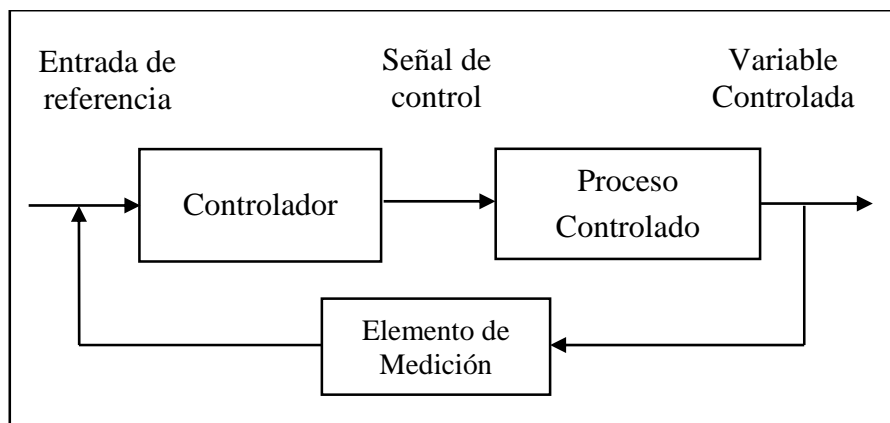 Entrada de
referencia
Señal de
control
Variable
Controlada
Controlador
Proceso
Controlado
Elemento de
Medición